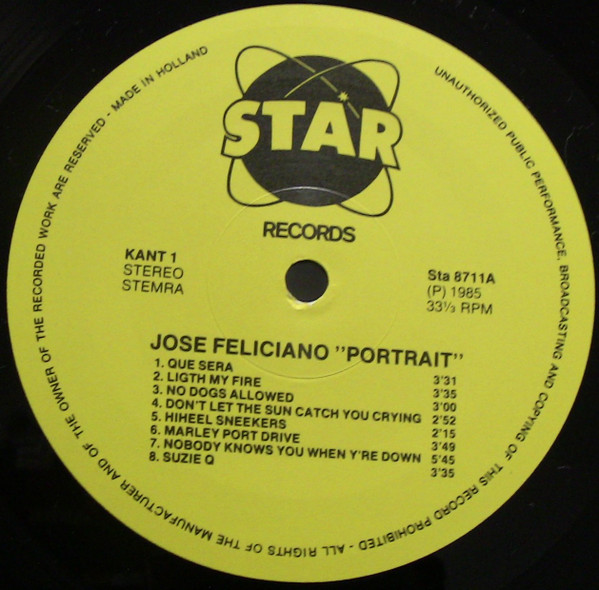 STAR
RECORDS
KANT 1
STEREO
STEMRA
Sta 8711A
(P) 1985
33⅓ RPM
JOSE FELICIANO "PORTRAIT"
1. QUE SERA 3'31
2. LIGTH MY FIRE 3'35
3. NO DOGS ALLOWED 3'00
4. DON'T LET THE SUN CATCH YOU CRYING 2'52
5. HIHEEL SNEEKERS 2'15
6. MARLEY PORT DRIVE 3'49
7. NOBODY KNOWS YOU WHEN Y'RE DOWN 5'45
8. SUZIE Q 3'35
UNAUTHORIZED PUBLIC PERFORMANCE, BROADCASTING AND COPYING OF THIS RECORD PROHIBITED - ALL RIGHTS OF THE MANUFACTURER AND OF THE OWNER OF THE RECORDED WORK ARE RESERVED - MADE IN HOLLAND